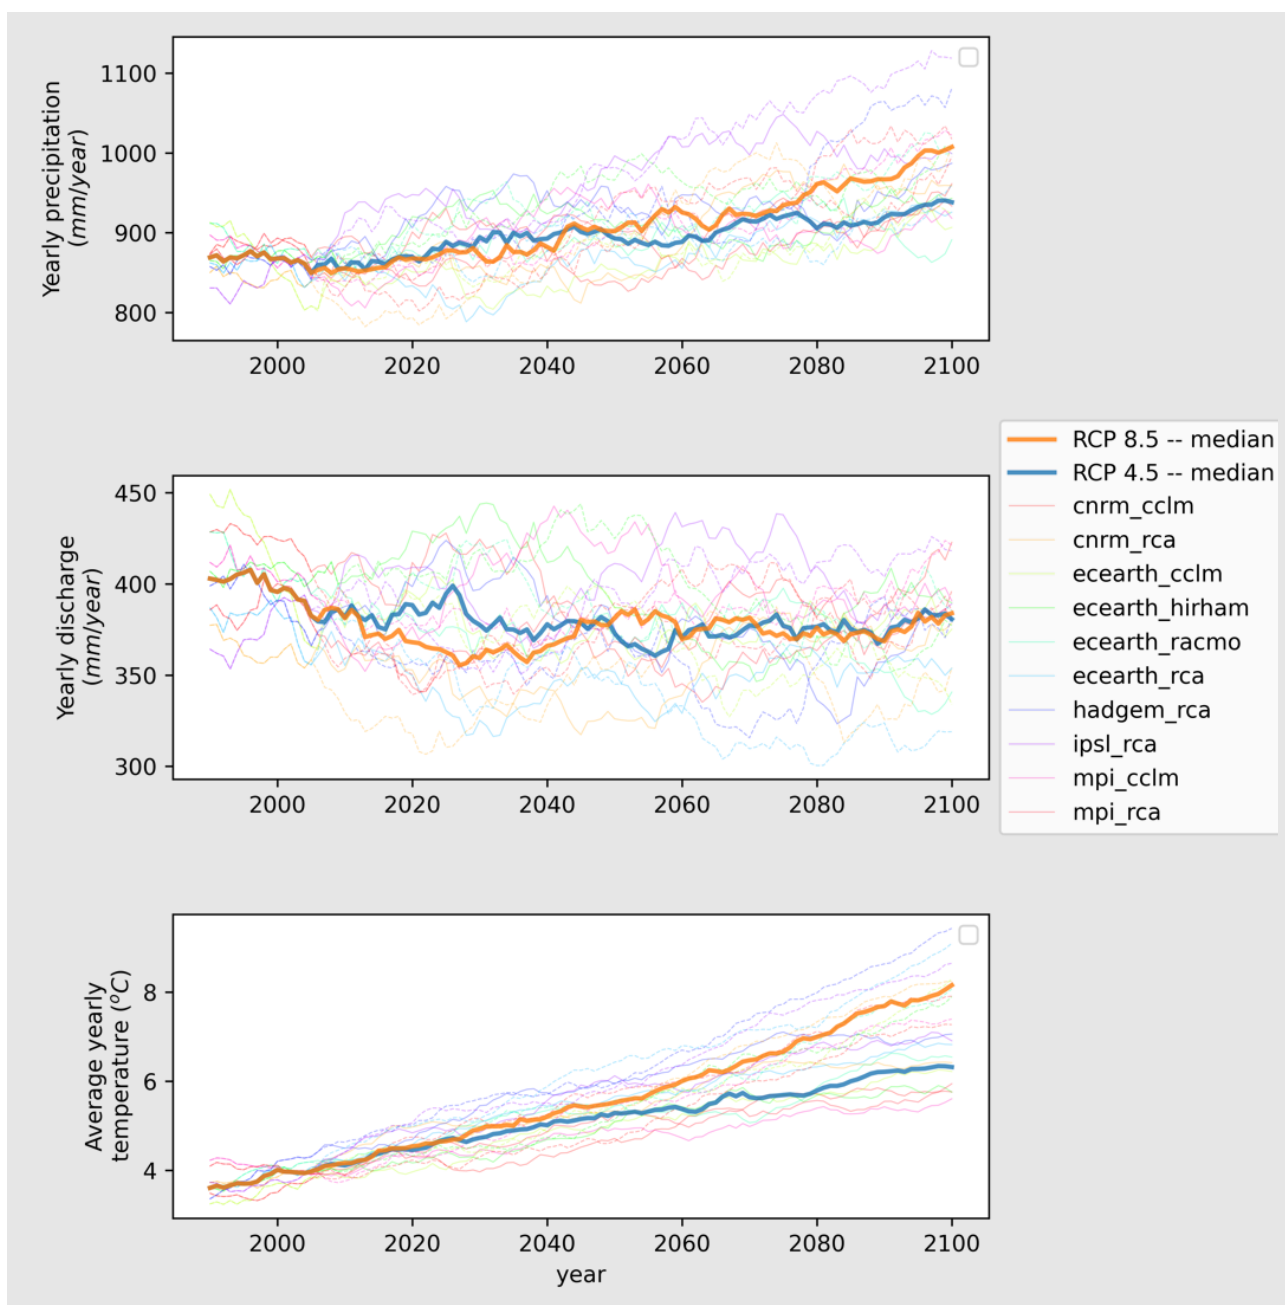 Yearly precipitation
(mm/year)
1100
1000
900
800
2000 2020 2040 2060 2080 2100
Yearly discharge
(mm/year)
450
400
350
300
2000 2020 2040 2060 2080 2100
RCP 8.5 -- median
RCP 4.5 -- median
cnrm_cclm
cnrm_rca
ecearth_cclm
ecearth_hirham
ecearth_racmo
ecearth_rca
hadgem_rca
ipsl_rca
mpi_cclm
mpi_rca
Average yearly
temperature (°C)
8
6
4
2000 2020 2040 2060 2080 2100
year